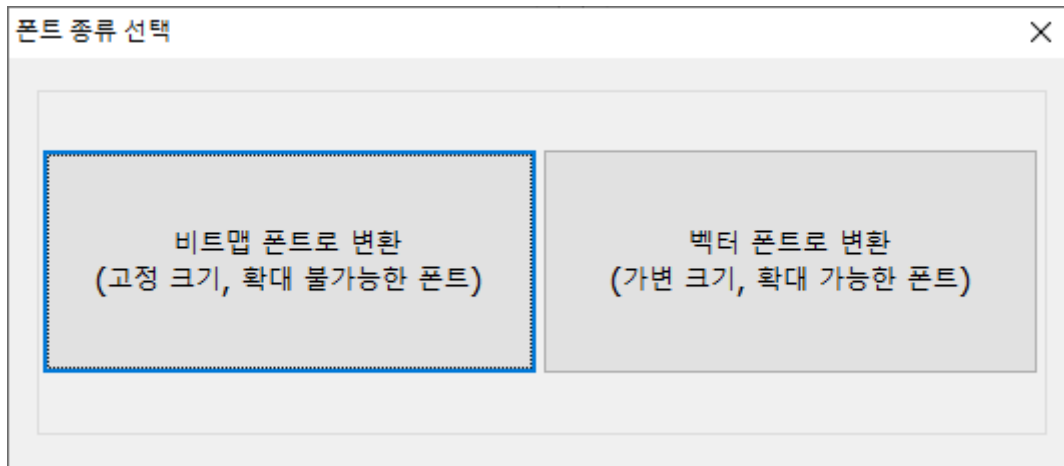 폰트 종류 선택
비트맵 폰트로 변환
(고정 크기, 확대 불가능한 폰트)
벡터 폰트로 변환
(가변 크기, 확대 가능한 폰트)